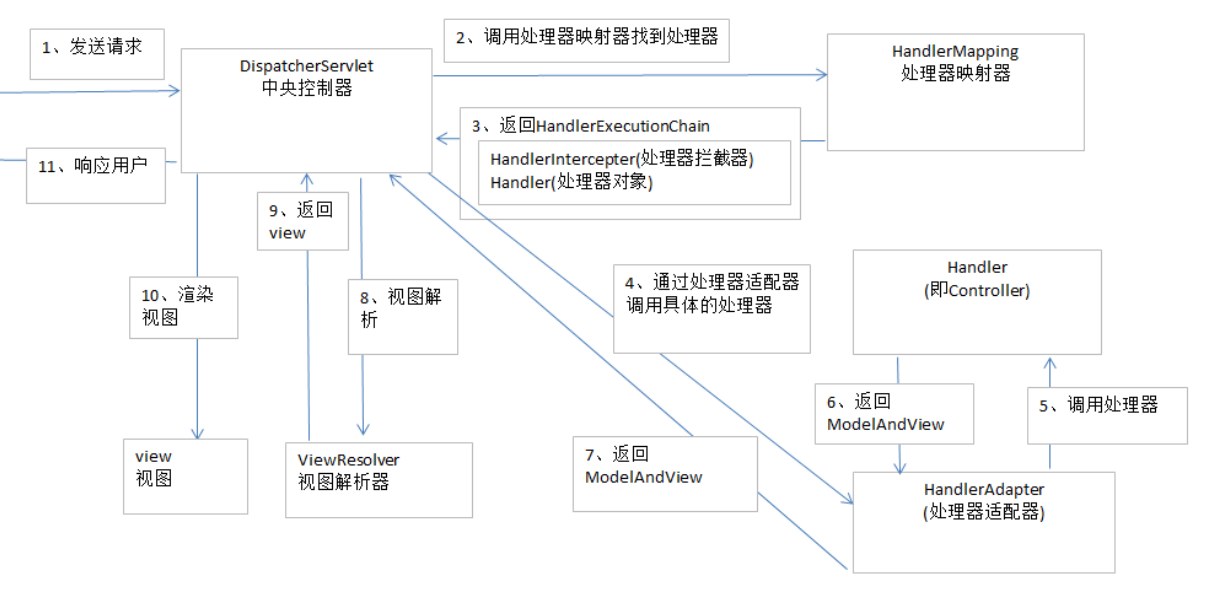 1、发送请求
2、调用处理器映射器找到处理器
DispatcherServlet
中央控制器
HandlerMapping
处理器映射器
3、返回HandlerExecutionChain
HandlerIntercepter(处理器拦截器)
Handler(处理器对象)
11、响应用户
9、返回
view
10、渲染
视图
8、视图解
析
4、通过处理器适配器
调用具体的处理器
Handler
(即Controller)
6、返回
ModelAndView
5、调用处理器
7、返回
ModelAndView
view
视图
ViewResolver
视图解析器
HandlerAdapter
(处理器适配器)